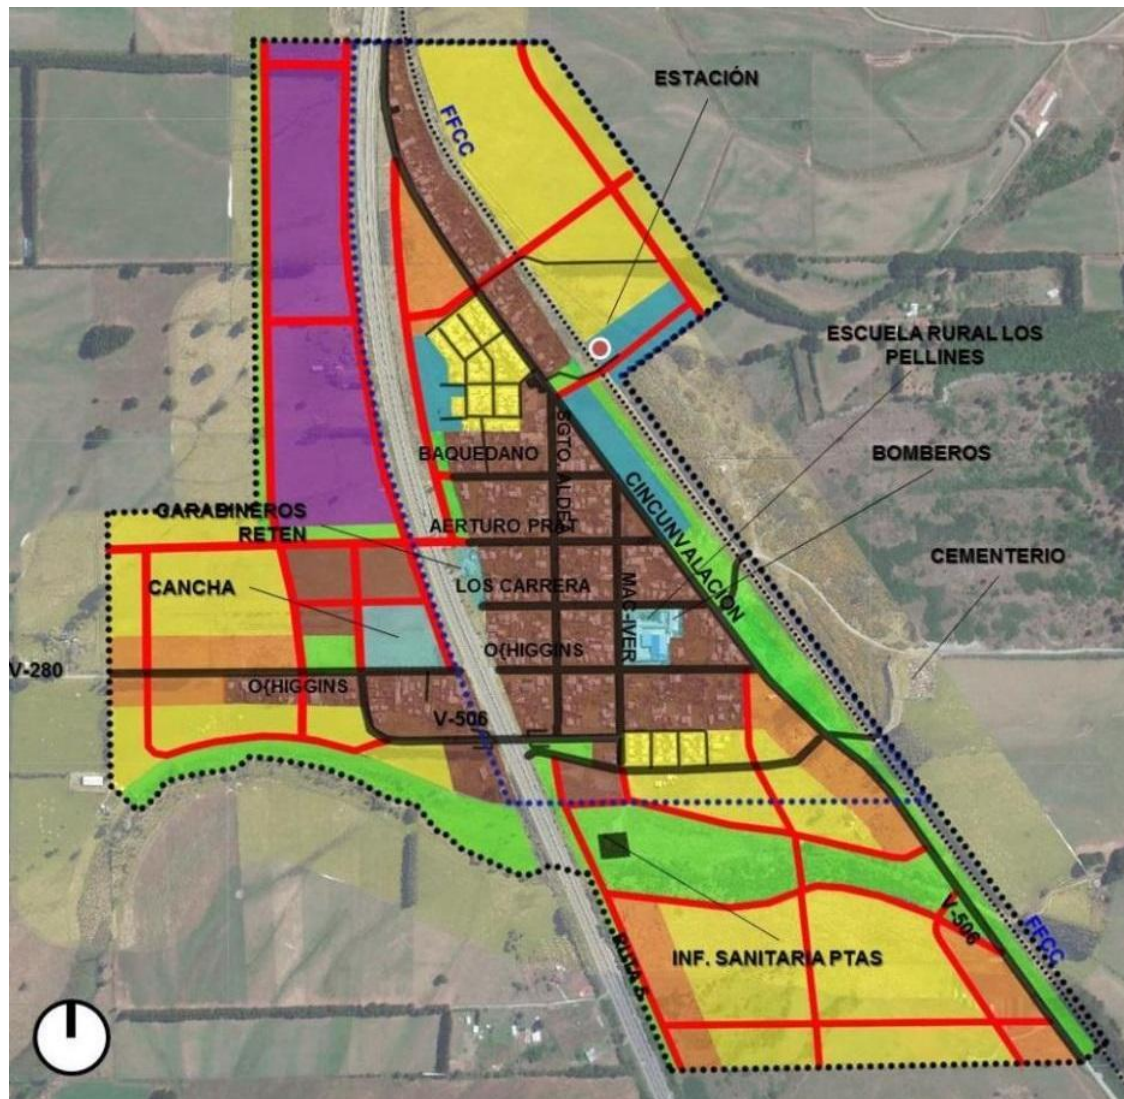 ESTACIÓN
FFCC
ESCUELA RURAL LOS
PELLINES
BAQUEDANO
SGTO. ALDEA
BOMBEROS
CINCUNVALACIÓN
CARABINEROS
RETEN
AERTURO PRAT
CEMENTERIO
CANCHA
LOS CARRERA
MAC-IVER
O{HIGGINS
V-280
O{HIGGINS
V-506
V-506
FFCC
RUTA 5
INF. SANITARIA PTAS